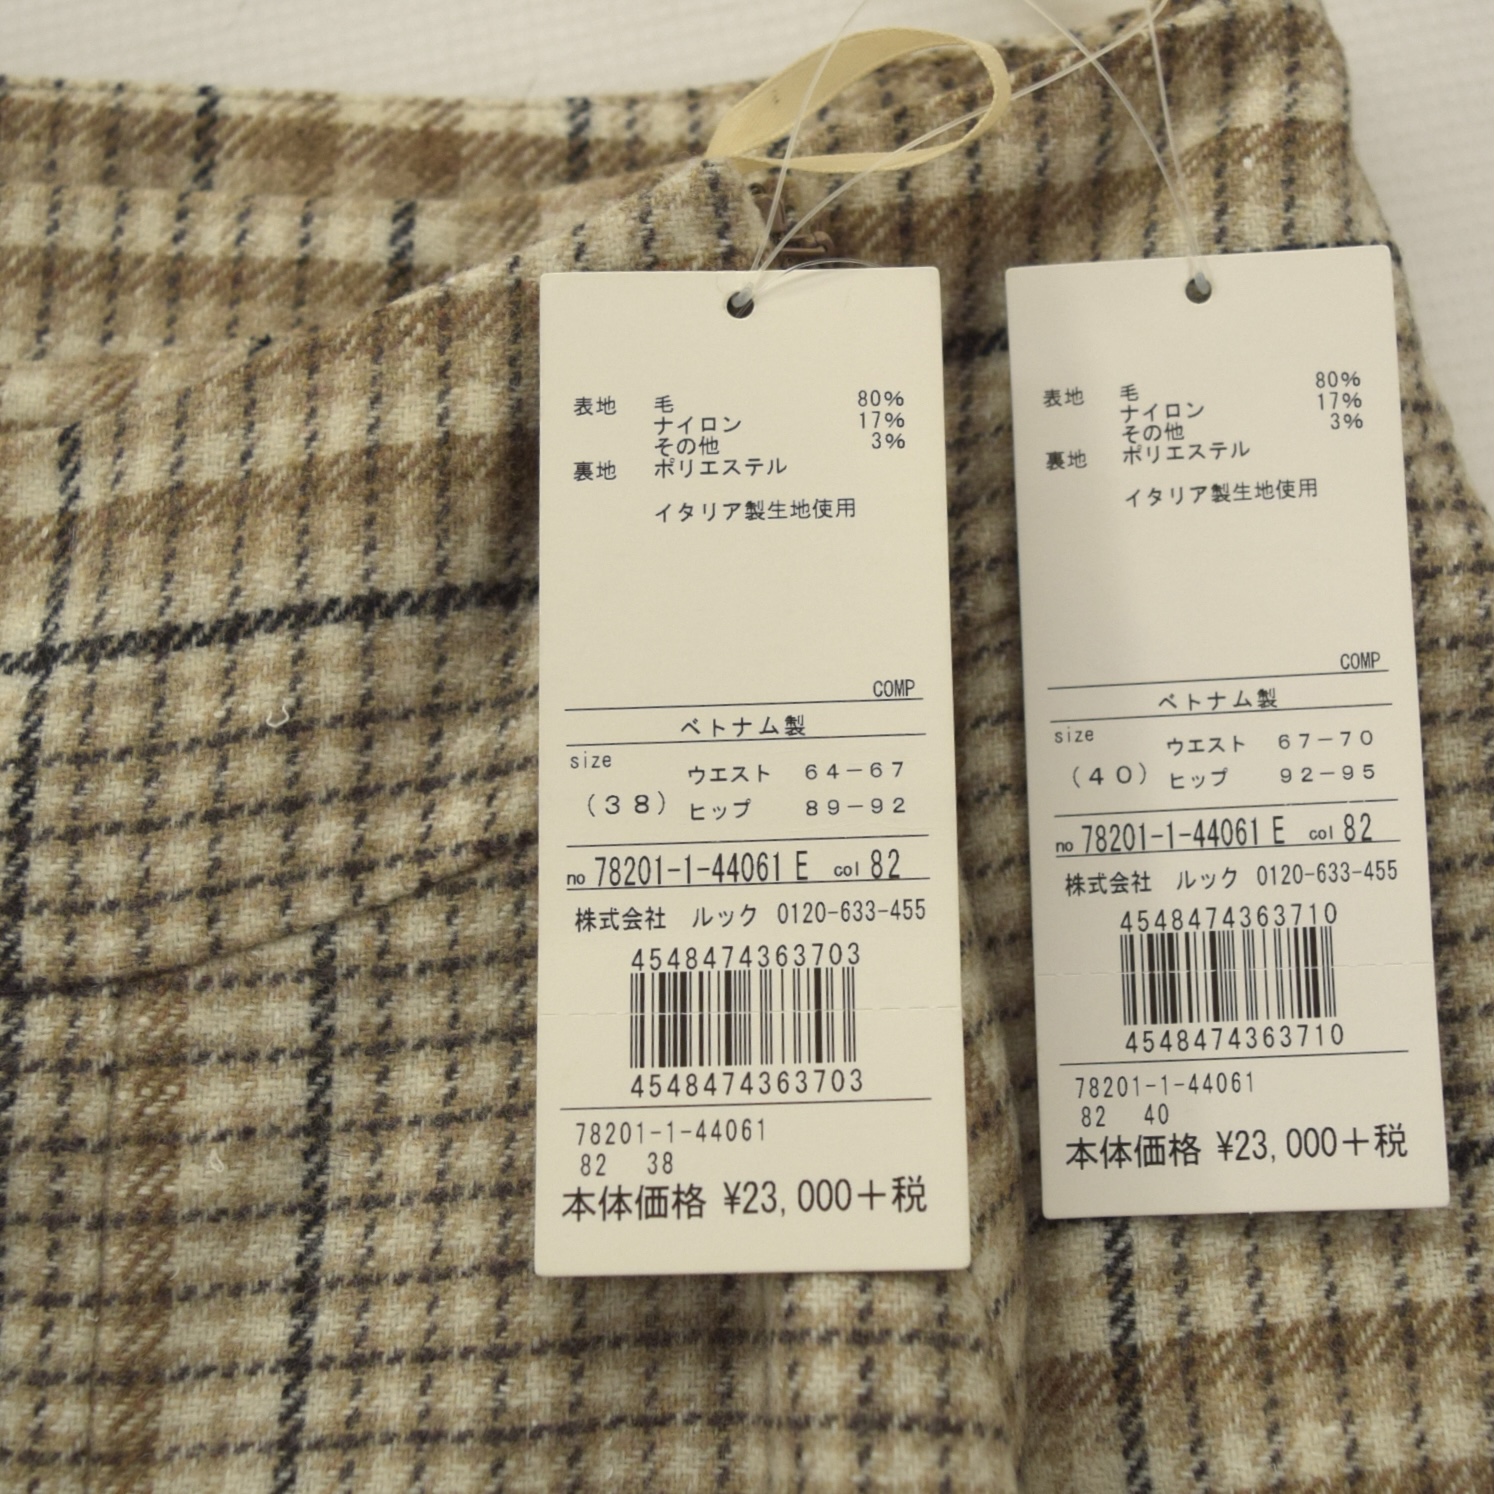 表地 毛 80%
ナイロン 17%
その他 3%
裏地 ポリエステル
イタリア製生地使用
COMP
ベトナム製
size
ウエスト 64-67
(38) ヒップ 89-92
no 78201-1-44061 E col 82
株式会社 ルック 0120-633-455
4548474363703
4548474363703
78201-1-44061
82 38
本体価格 ¥23,000+税
表地 毛 80%
ナイロン 17%
その他 3%
裏地 ポリエステル
イタリア製生地使用
COMP
ベトナム製
size
ウエスト 67-70
(40) ヒップ 92-95
no 78201-1-44061 E col 82
株式会社 ルック 0120-633-455
4548474363710
4548474363710
78201-1-44061
82 40
本体価格 ¥23,000+税